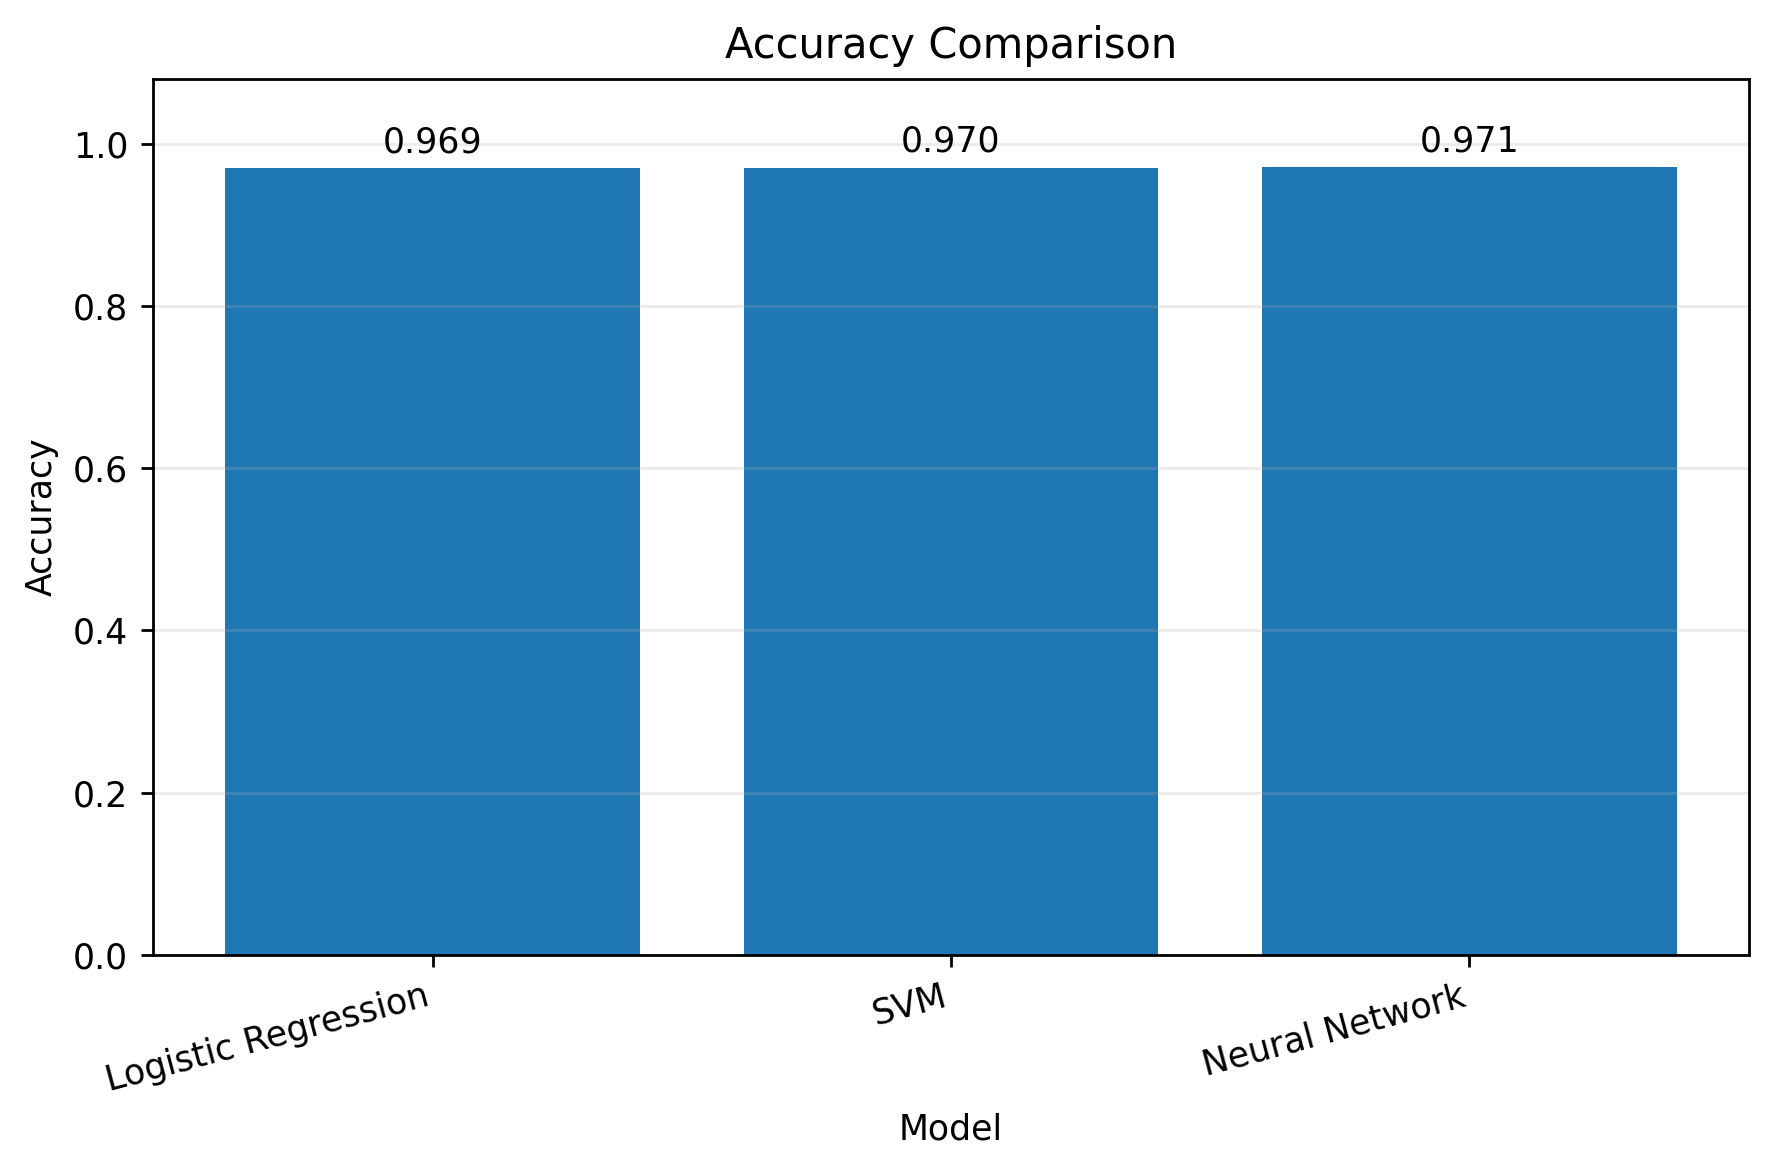 Accuracy Comparison
1.0
0.8
0.6
0.4
0.2
0.0
Accuracy
0.969
0.970
0.971
Logistic Regression
SVM
Neural Network
Model